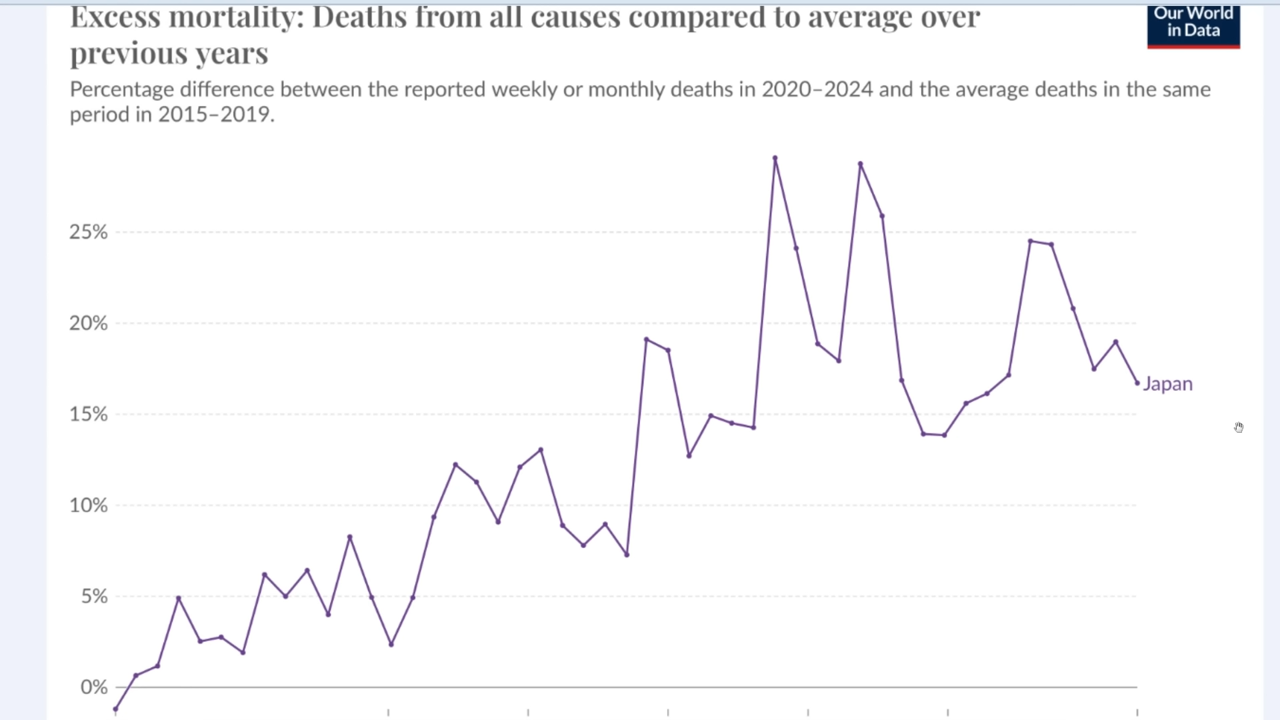 Excess mortality: Deaths from all causes compared to average over
previous years
Our World
in Data
Percentage difference between the reported weekly or monthly deaths in 2020–2024 and the average deaths in the same
period in 2015–2019.
25%
20%
Japan
15%
10%
5%
0%